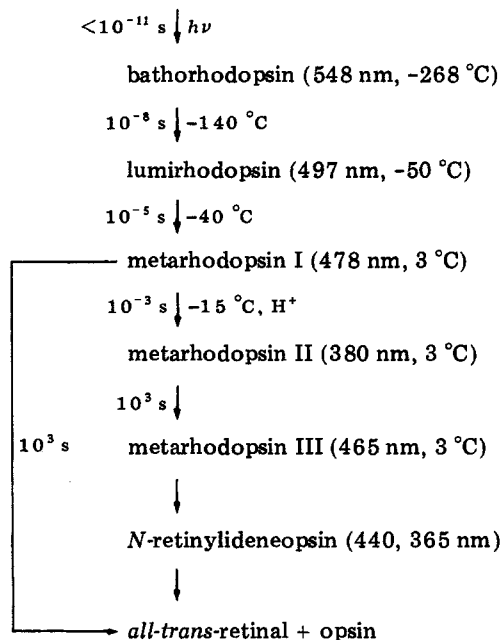 <10⁻¹¹ s hν
bathorhodopsin (548 nm, -268 °C)
10⁻⁸ s -140 °C
lumirhodopsin (497 nm, -50 °C)
10⁻⁵ s -40 °C
metarhodopsin I (478 nm, 3 °C)
10⁻³ s -15 °C, H⁺
metarhodopsin II (380 nm, 3 °C)
10³ s
10³ s metarhodopsin III (465 nm, 3 °C)
N-retinylideneopsin (440, 365 nm)
all-trans-retinal + opsin